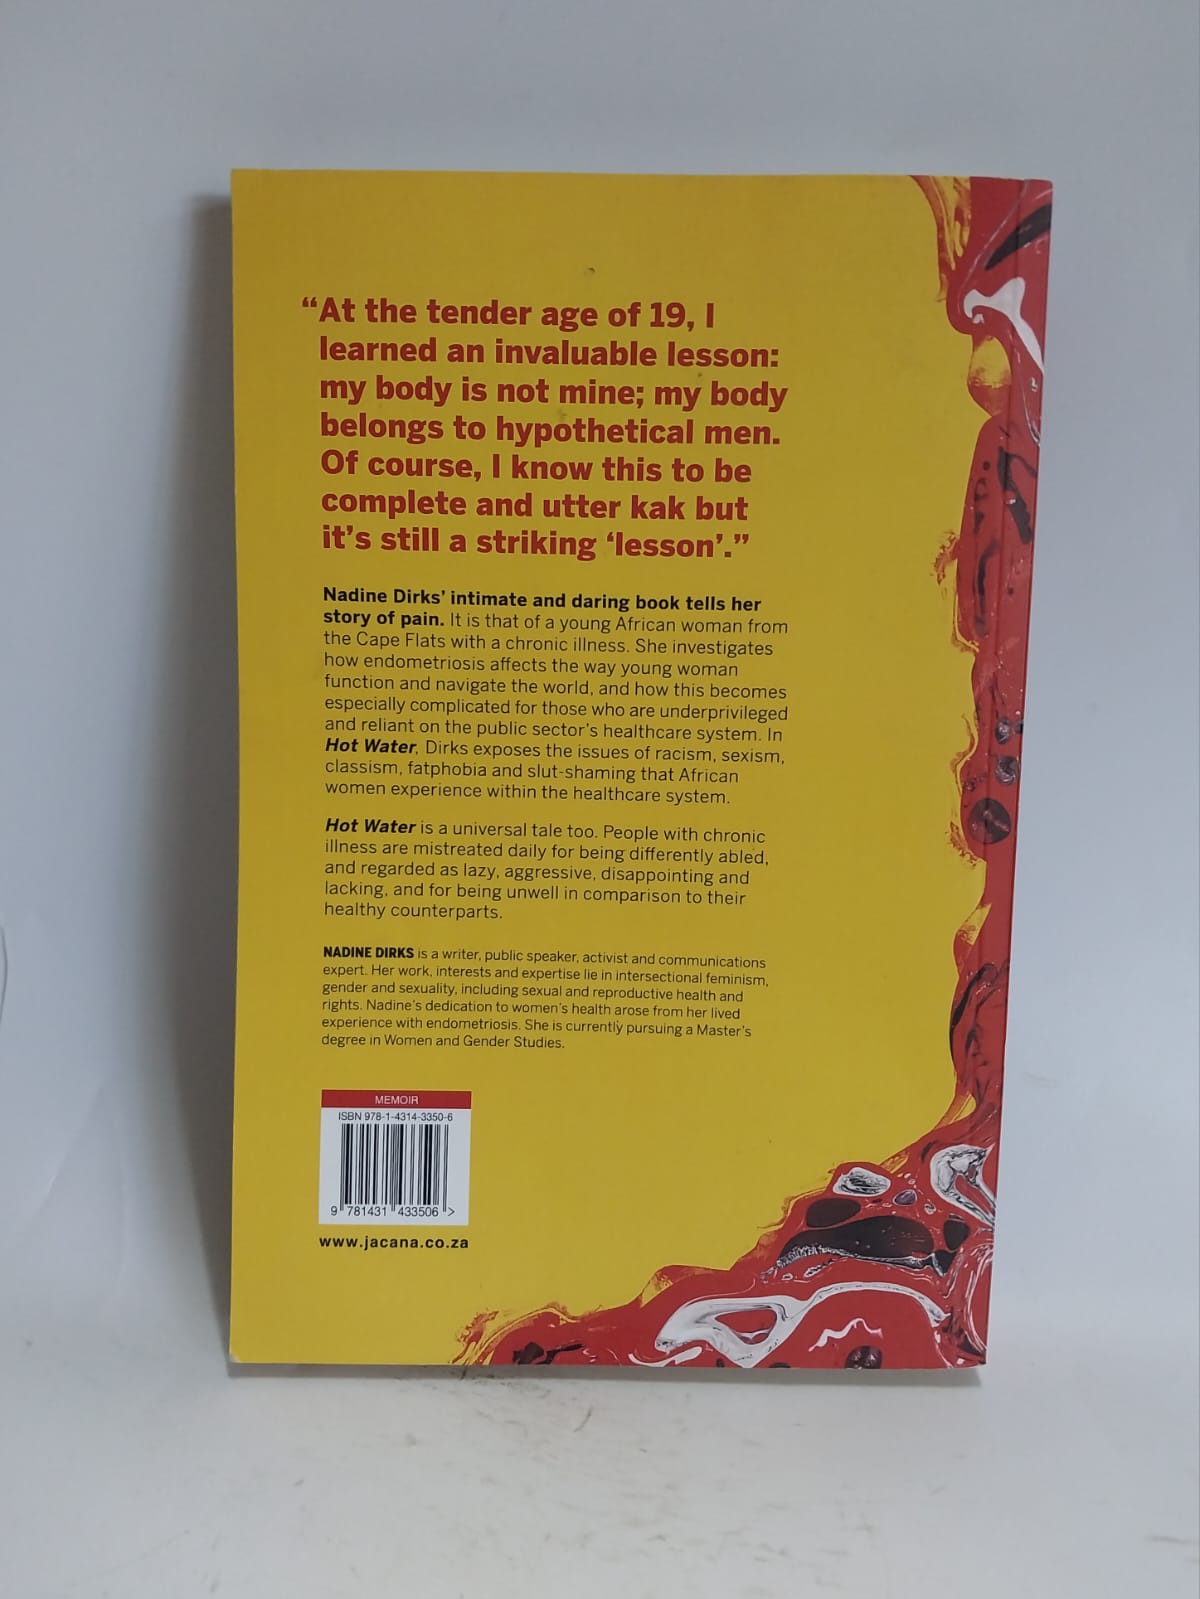 “At the tender age of 19, I
learned an invaluable lesson:
my body is not mine; my body
belongs to hypothetical men.
Of course, I know this to be
complete and utter kak but
it’s still a striking ‘lesson’.”
Nadine Dirks’ intimate and daring book tells her
story of pain. It is that of a young African woman from
the Cape Flats with a chronic illness. She investigates
how endometriosis affects the way young woman
function and navigate the world, and how this becomes
especially complicated for those who are underprivileged
and reliant on the public sector’s healthcare system. In
Hot Water, Dirks exposes the issues of racism, sexism,
classism, fatphobia and slut-shaming that African
women experience within the healthcare system.
Hot Water is a universal tale too. People with chronic
illness are mistreated daily for being differently abled,
and regarded as lazy, aggressive, disappointing and
lacking, and for being unwell in comparison to their
healthy counterparts.
NADINE DIRKS is a writer, public speaker, activist and communications
expert. Her work, interests and expertise lie in intersectional feminism,
gender and sexuality, including sexual and reproductive health and
rights. Nadine’s dedication to women’s health arose from her lived
experience with endometriosis. She is currently pursuing a Master’s
degree in Women and Gender Studies.
MEMOIR
ISBN 978-1-4314-3350-6
9 781431 433506 >
www.jacana.co.za